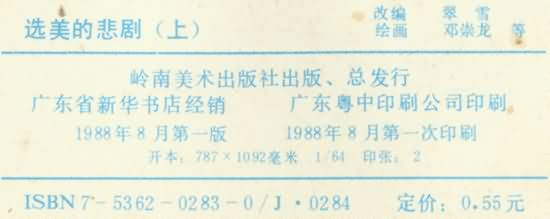 选美的悲剧（上） 改编 翠雪
绘画 邓崇龙 等
岭南美术出版社出版、总发行
广东省新华书店经销 广东粤中印刷公司印刷
1988年8月第一版 1988年8月第一次印刷
开本：787×1092毫米 1/64 印张：2
ISBN 7-5362-0283-0/J·0284 定价：0.55元